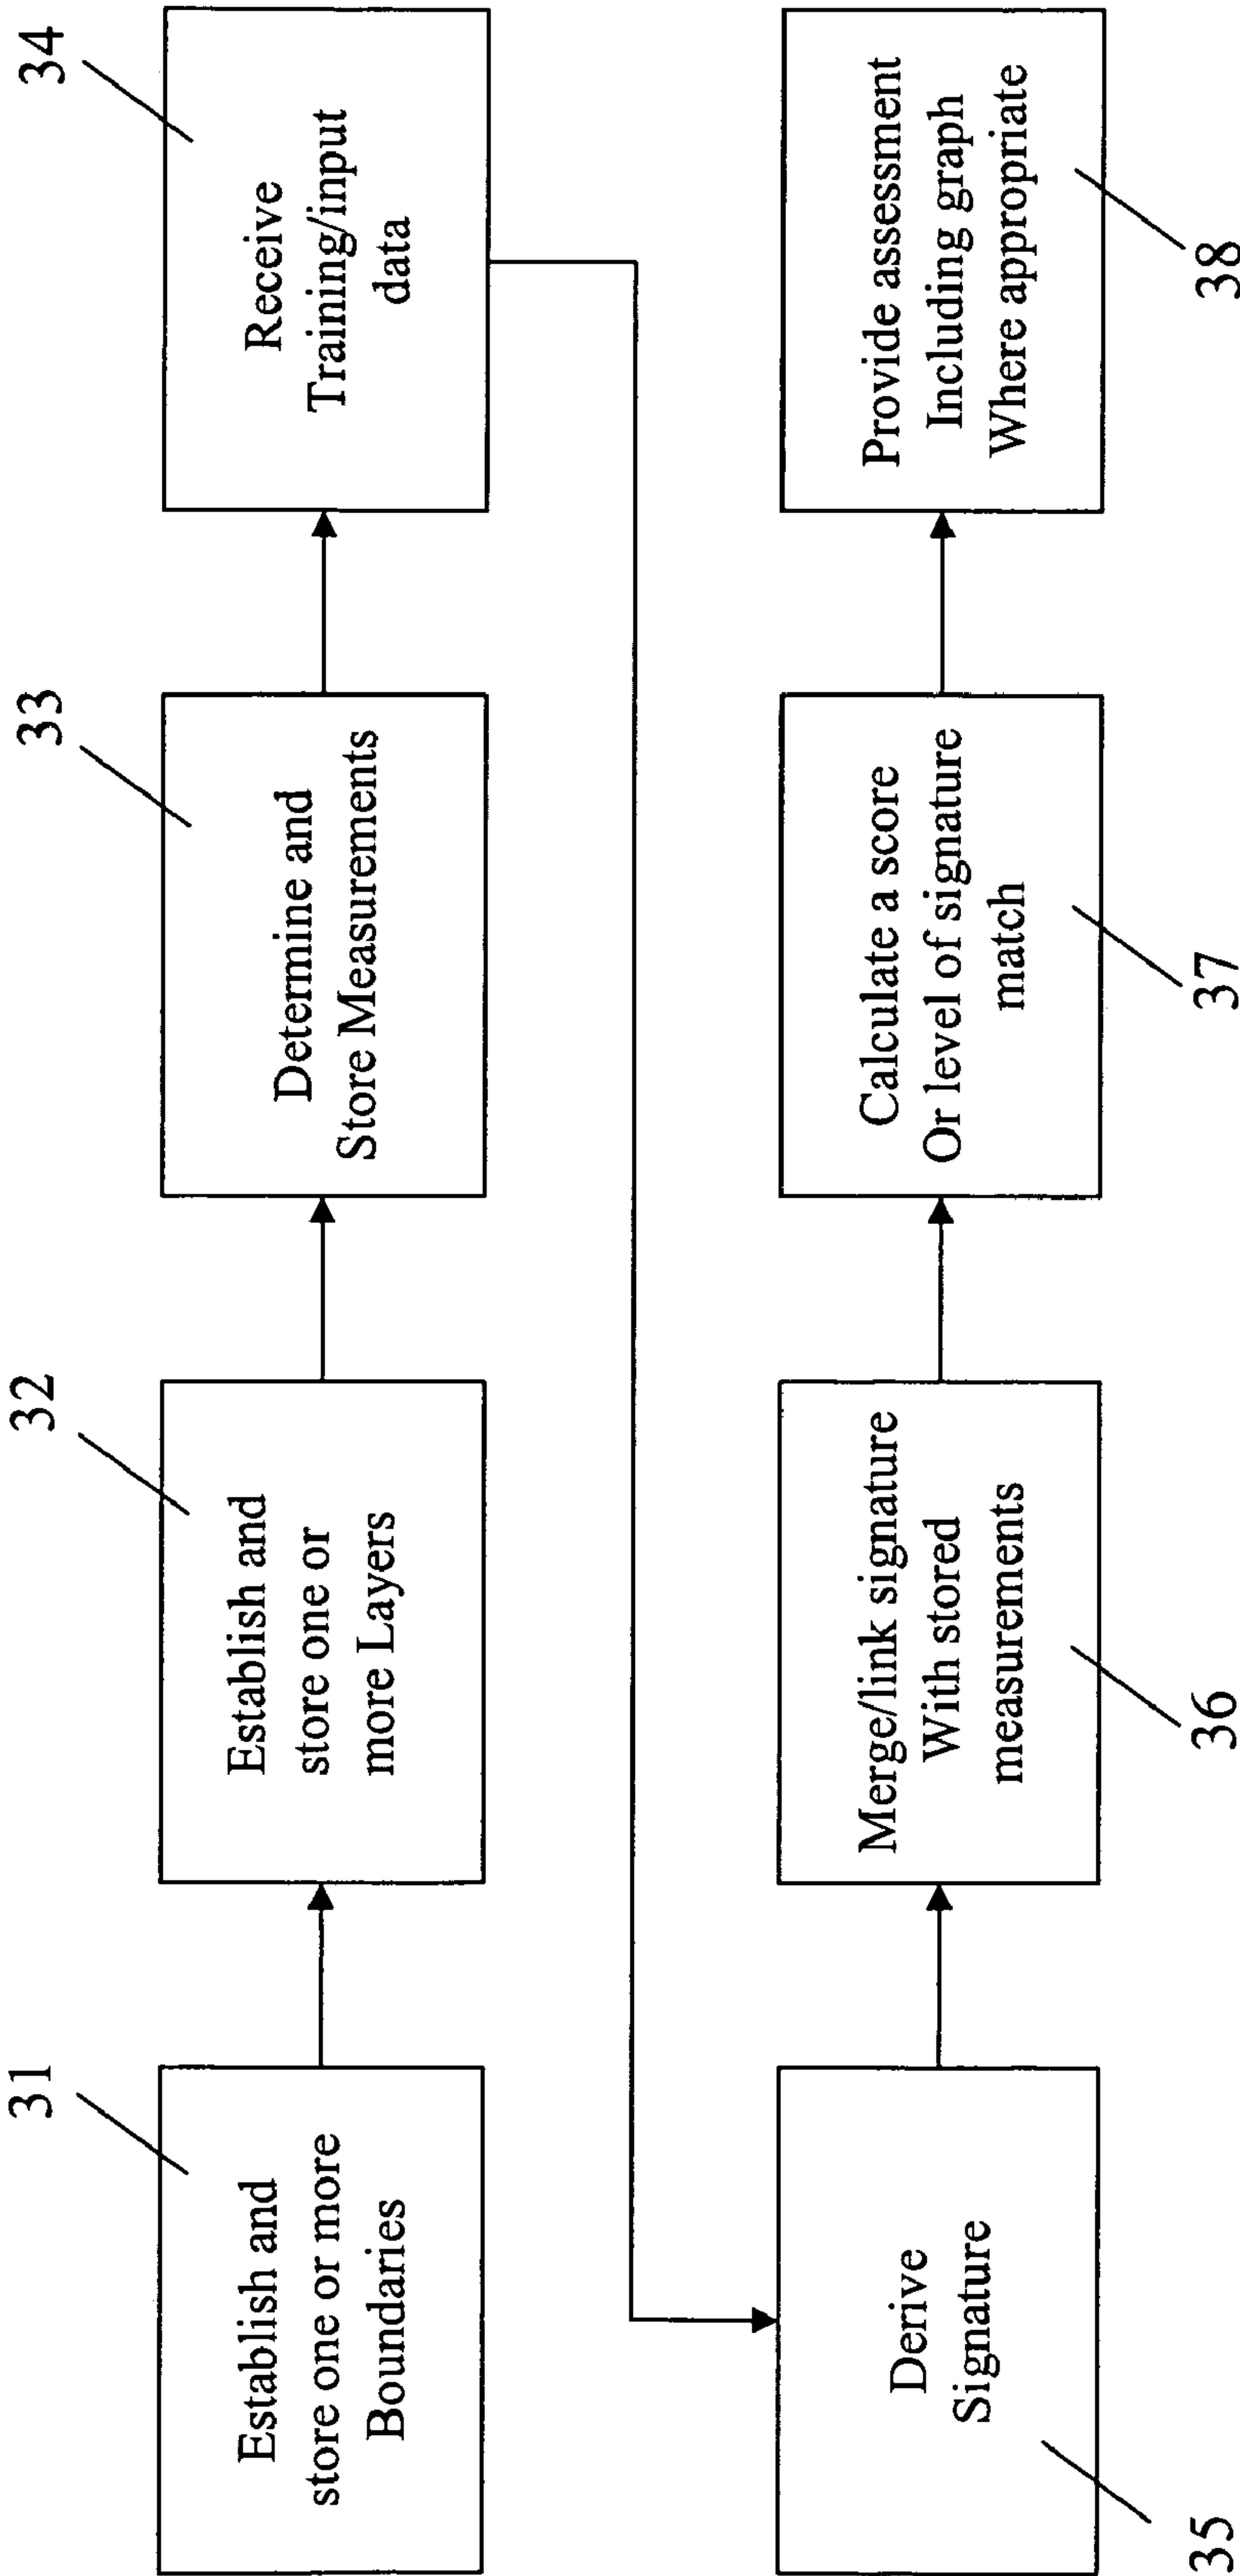 31
Establish and
store one or more
Boundaries
32
Establish and
store one or
more Layers
33
Determine and
Store Measurements
34
Receive
Training/input
data
35
Derive
Signature
36
Merge/link signature
With stored
measurements
37
Calculate a score
Or level of signature
match
38
Provide assessment
Including graph
Where appropriate